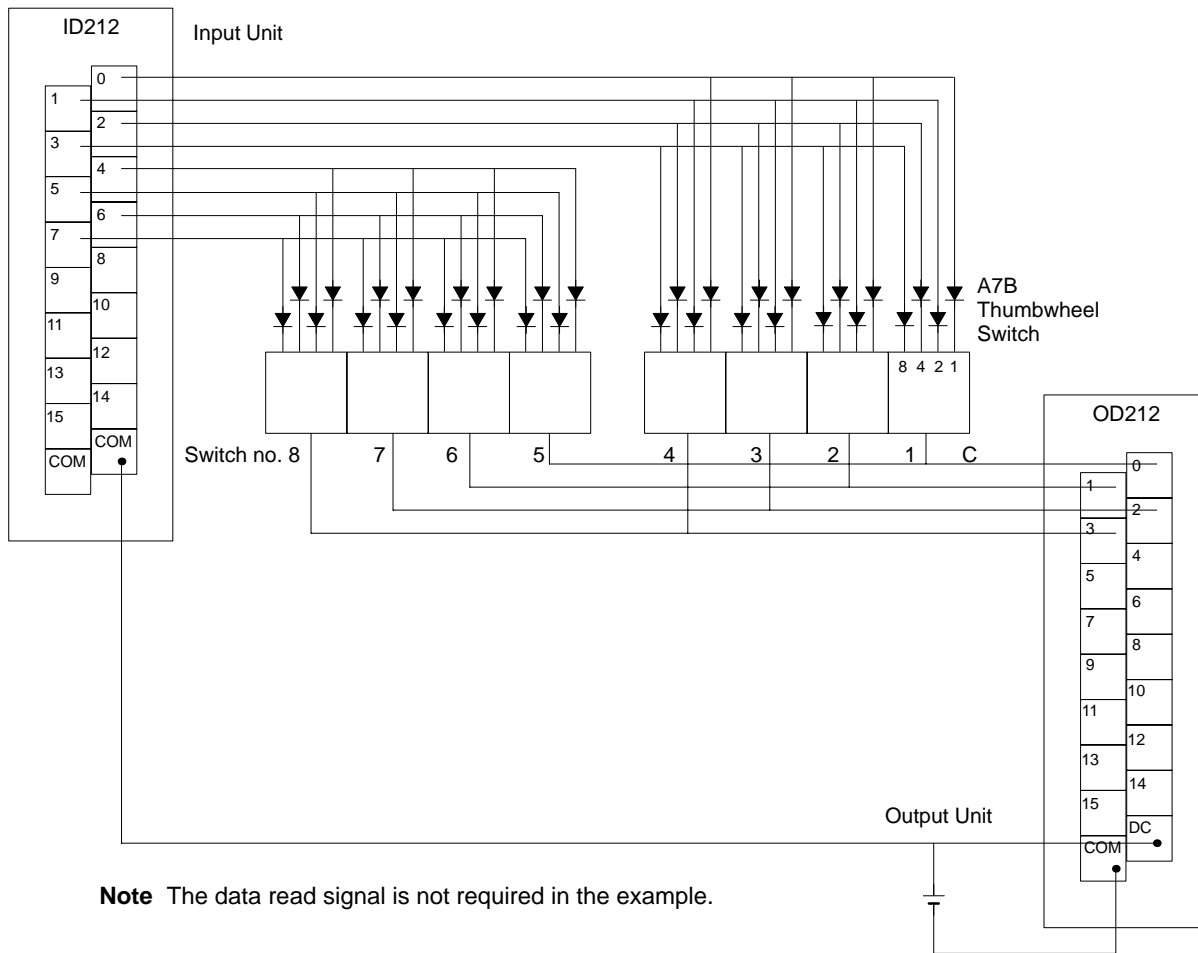 ID212
Input Unit
0
1
2
3
4
5
6
7
8
9
10
11
12
13
14
15
COM
COM
A7B
Thumbwheel
Switch
8 4 2 1
OD212
Switch no. 8 7 6 5 4 3 2 1 C
0
1
2
3
4
5
6
7
8
9
10
11
12
13
14
15
DC
COM
Output Unit
Note The data read signal is not required in the example.